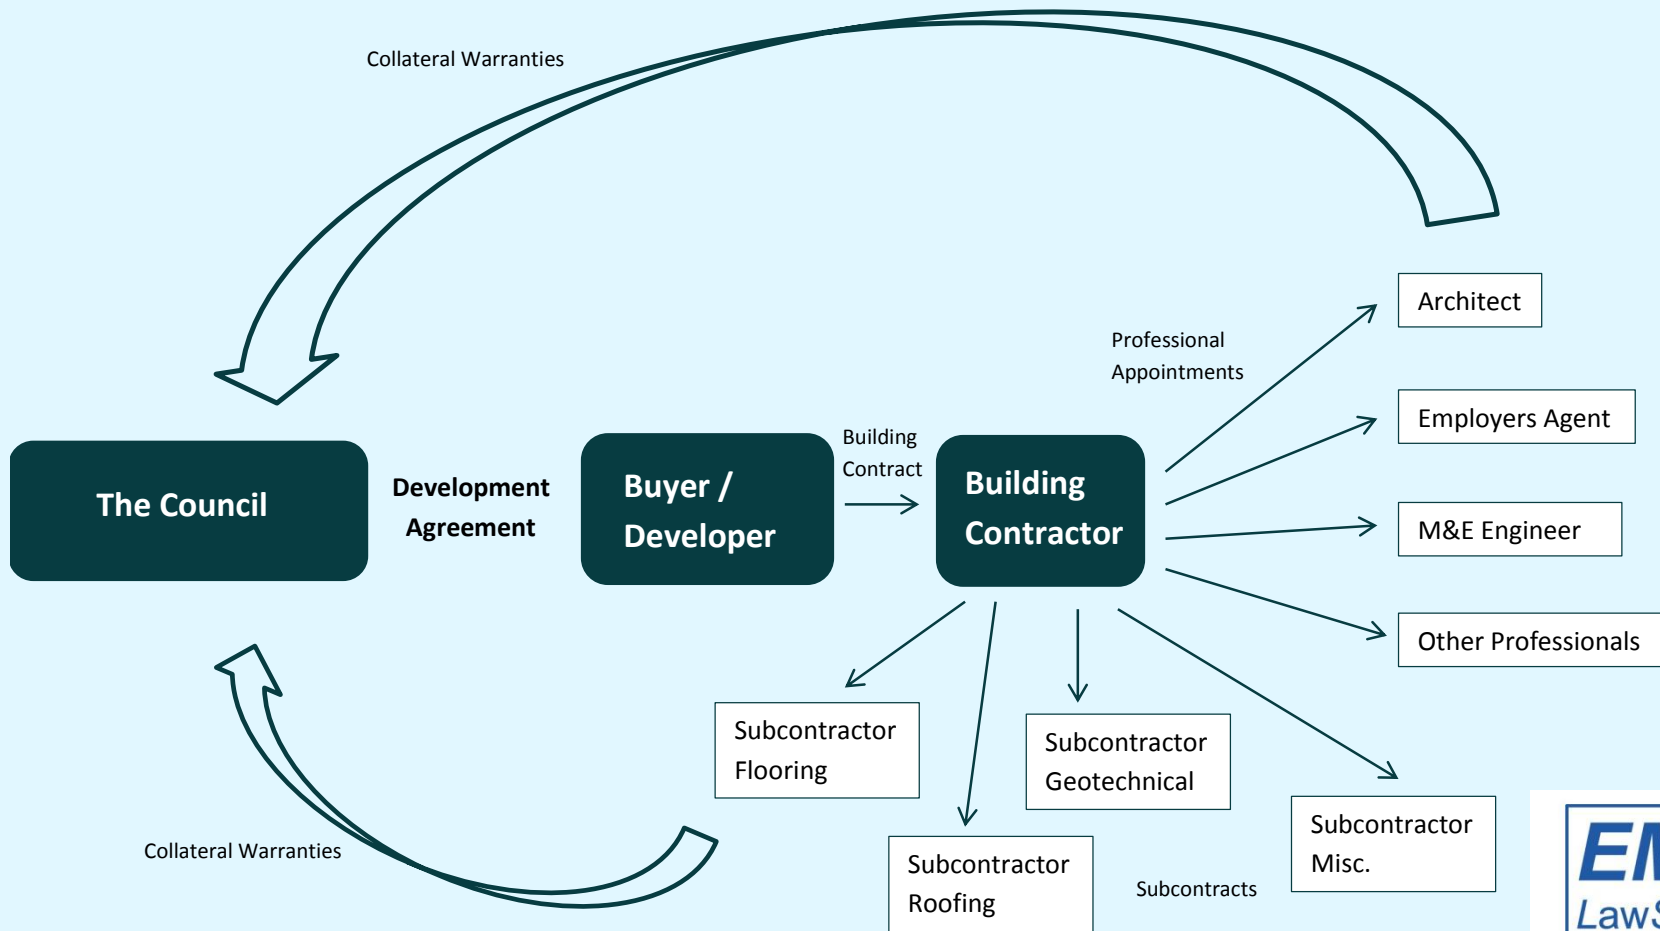 Collateral Warranties
Architect
Professional
Appointments
Employers Agent
The Council
Development
Agreement
Buyer /
Developer
Building
Contract
Building
Contractor
M&E Engineer
Other Professionals
Subcontractor
Flooring
Subcontractor
Geotechnical
Subcontractor
Misc.
Collateral Warranties
Subcontractor
Roofing
Subcontracts